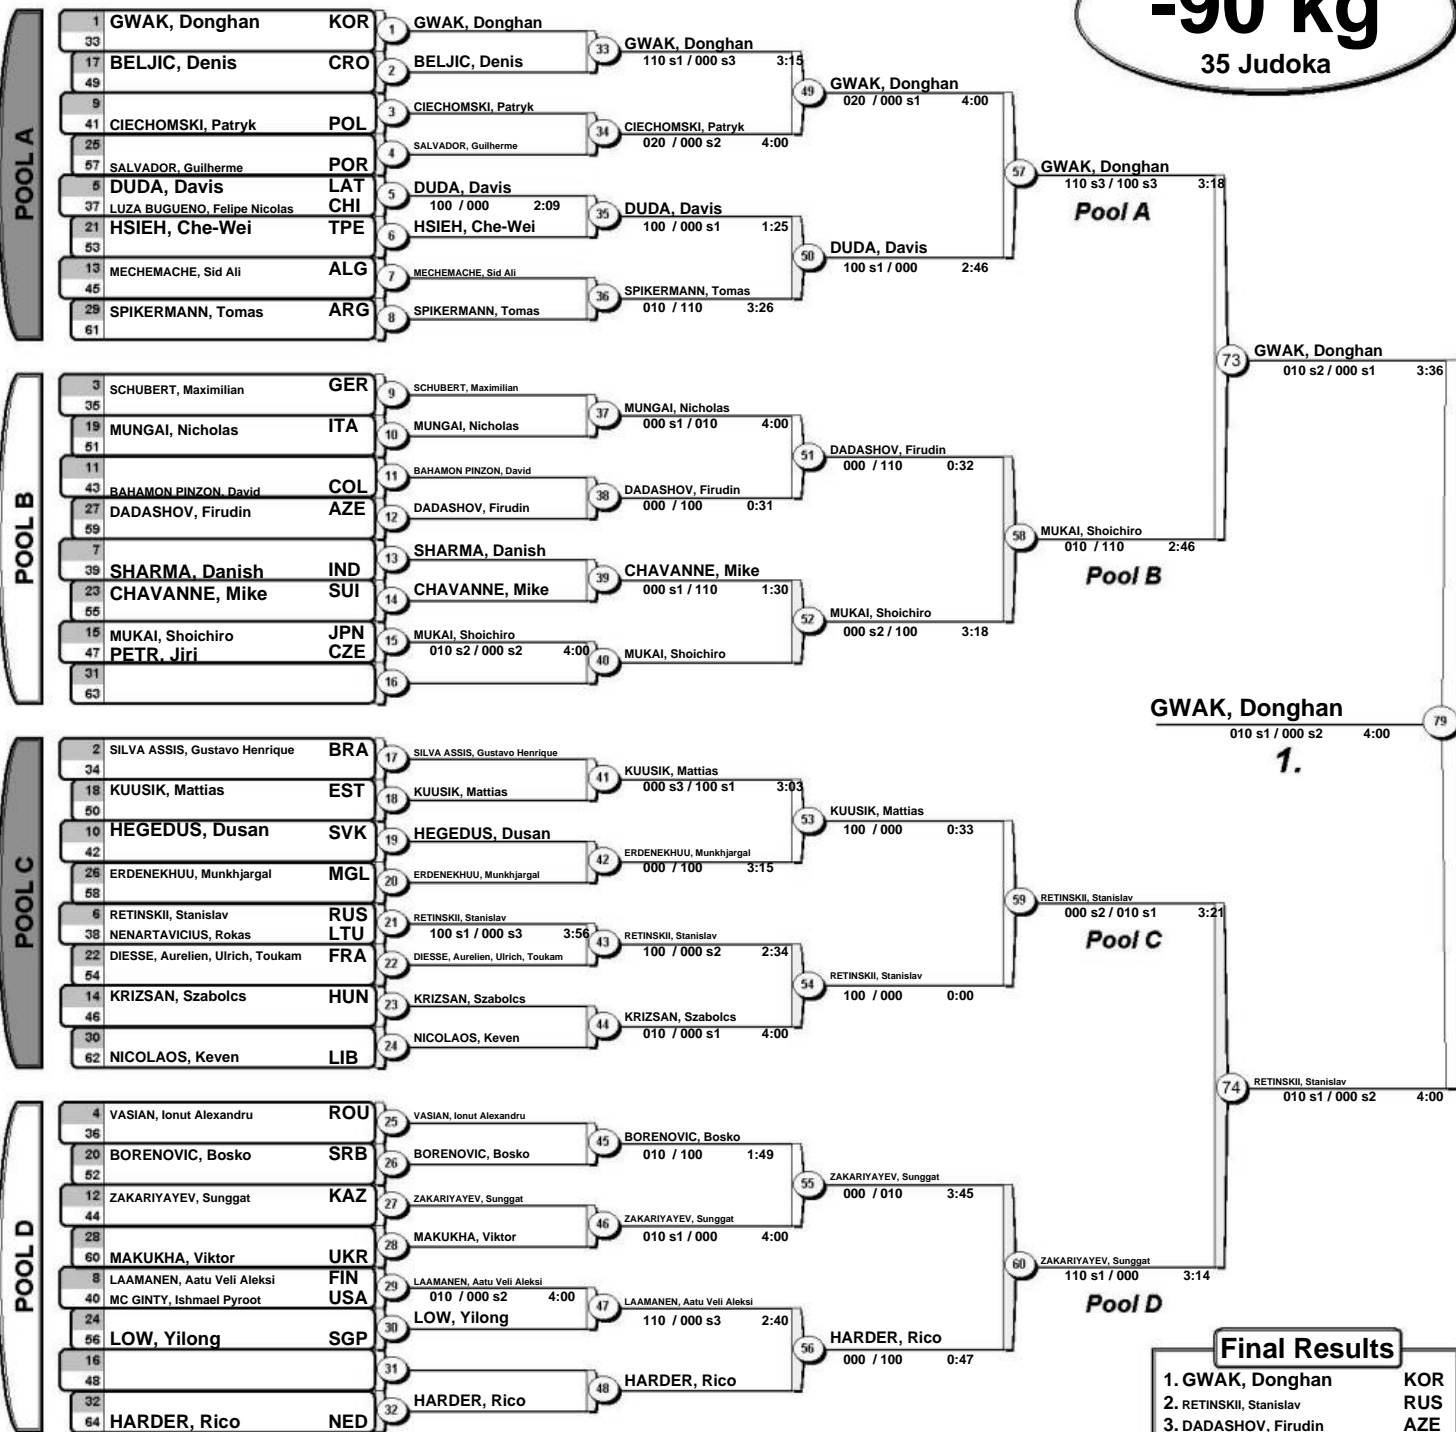 -90 kg
35 Judoka
POOL A
1 GWAK, Donghan KOR
33
17 BELJIC, Denis CRO
49
9
41 CIECHOMSKI, Patryk POL
25
57 SALVADOR, Guilherme POR
5 DUDA, Davis LAT
37 LUZA BUGUENO, Felipe Nicolas CHI
21 HSIEH, Che-Wei TPE
53
13 MECHEMACHE, Sid Ali ALG
45
29 SPIKERMANN, Tomas ARG
61
1 GWAK, Donghan
2 BELJIC, Denis
3 CIECHOMSKI, Patryk
4 SALVADOR, Guilherme
5 DUDA, Davis
100 / 000 2:09
6 HSIEH, Che-Wei
7 MECHEMACHE, Sid Ali
8 SPIKERMANN, Tomas
33 GWAK, Donghan
110 s1 / 000 s3 3:15
34 CIECHOMSKI, Patryk
020 / 000 s2 4:00
35 DUDA, Davis
100 / 000 s1 1:25
36 SPIKERMANN, Tomas
010 / 110 3:26
49 GWAK, Donghan
020 / 000 s1 4:00
50 DUDA, Davis
100 s1 / 000 2:46
57 GWAK, Donghan
110 s3 / 100 s3 3:18
Pool A
POOL B
3 SCHUBERT, Maximilian GER
35
19 MUNGAI, Nicholas ITA
51
11
43 BAHAMON PINZON, David COL
27 DADASHOV, Firudin AZE
59
7
39 SHARMA, Danish IND
23 CHAVANNE, Mike SUI
55
15 MUKAI, Shoichiro JPN
47 PETR, Jiri CZE
31
63
9 SCHUBERT, Maximilian
10 MUNGAI, Nicholas
11 BAHAMON PINZON, David
12 DADASHOV, Firudin
13 SHARMA, Danish
14 CHAVANNE, Mike
15 MUKAI, Shoichiro
010 s2 / 000 s2 4:00
16
37 MUNGAI, Nicholas
000 s1 / 010 4:00
38 DADASHOV, Firudin
000 / 100 0:31
39 CHAVANNE, Mike
000 s1 / 110 1:30
40 MUKAI, Shoichiro
51 DADASHOV, Firudin
000 / 110 0:32
52 MUKAI, Shoichiro
000 s2 / 100 3:18
58 MUKAI, Shoichiro
010 / 110 2:46
Pool B
73 GWAK, Donghan
010 s2 / 000 s1 3:36
GWAK, Donghan 79
010 s1 / 000 s2 4:00
1.
POOL C
2 SILVA ASSIS, Gustavo Henrique BRA
34
18 KUUSIK, Mattias EST
50
10 HEGEDUS, Dusan SVK
42
26 ERDENEKHUU, Munkhjargal MGL
58
6 RETINSKII, Stanislav RUS
38 NENARTAVICIUS, Rokas LTU
22 DIESSE, Aurelien, Ulrich, Toukam FRA
54
14 KRIZSAN, Szabolcs HUN
46
30
62 NICOLAOS, Keven LIB
17 SILVA ASSIS, Gustavo Henrique
18 KUUSIK, Mattias
19 HEGEDUS, Dusan
20 ERDENEKHUU, Munkhjargal
21 RETINSKII, Stanislav
100 s1 / 000 s3 3:56
22 DIESSE, Aurelien, Ulrich, Toukam
23 KRIZSAN, Szabolcs
24 NICOLAOS, Keven
41 KUUSIK, Mattias
000 s3 / 100 s1 3:03
42 ERDENEKHUU, Munkhjargal
000 / 100 3:15
43 RETINSKII, Stanislav
100 / 000 s2 2:34
44 KRIZSAN, Szabolcs
010 / 000 s1 4:00
53 KUUSIK, Mattias
100 / 000 0:33
54 RETINSKII, Stanislav
100 / 000 0:00
59 RETINSKII, Stanislav
000 s2 / 010 s1 3:21
Pool C
POOL D
4 VASIAN, Ionut Alexandru ROU
36
20 BORENOVIC, Bosko SRB
52
12 ZAKARIYAYEV, Sunggat KAZ
44
28
60 MAKUKHA, Viktor UKR
8 LAAMANEN, Aatu Veli Aleksi FIN
40 MC GINTY, Ishmael Pyroot USA
24
56 LOW, Yilong SGP
16
48
32
64 HARDER, Rico NED
25 VASIAN, Ionut Alexandru
26 BORENOVIC, Bosko
27 ZAKARIYAYEV, Sunggat
28 MAKUKHA, Viktor
29 LAAMANEN, Aatu Veli Aleksi
010 / 000 s2 4:00
30 LOW, Yilong
31
32 HARDER, Rico
45 BORENOVIC, Bosko
010 / 100 1:49
46 ZAKARIYAYEV, Sunggat
010 s1 / 000 4:00
47 LAAMANEN, Aatu Veli Aleksi
110 / 000 s3 2:40
48 HARDER, Rico
55 ZAKARIYAYEV, Sunggat
000 / 010 3:45
56 HARDER, Rico
000 / 100 0:47
60 ZAKARIYAYEV, Sunggat
110 s1 / 000 3:14
Pool D
74 RETINSKII, Stanislav
010 s1 / 000 s2 4:00
Final Results
1. GWAK, Donghan KOR
2. RETINSKII, Stanislav RUS
3. DADASHOV, Firudin AZE